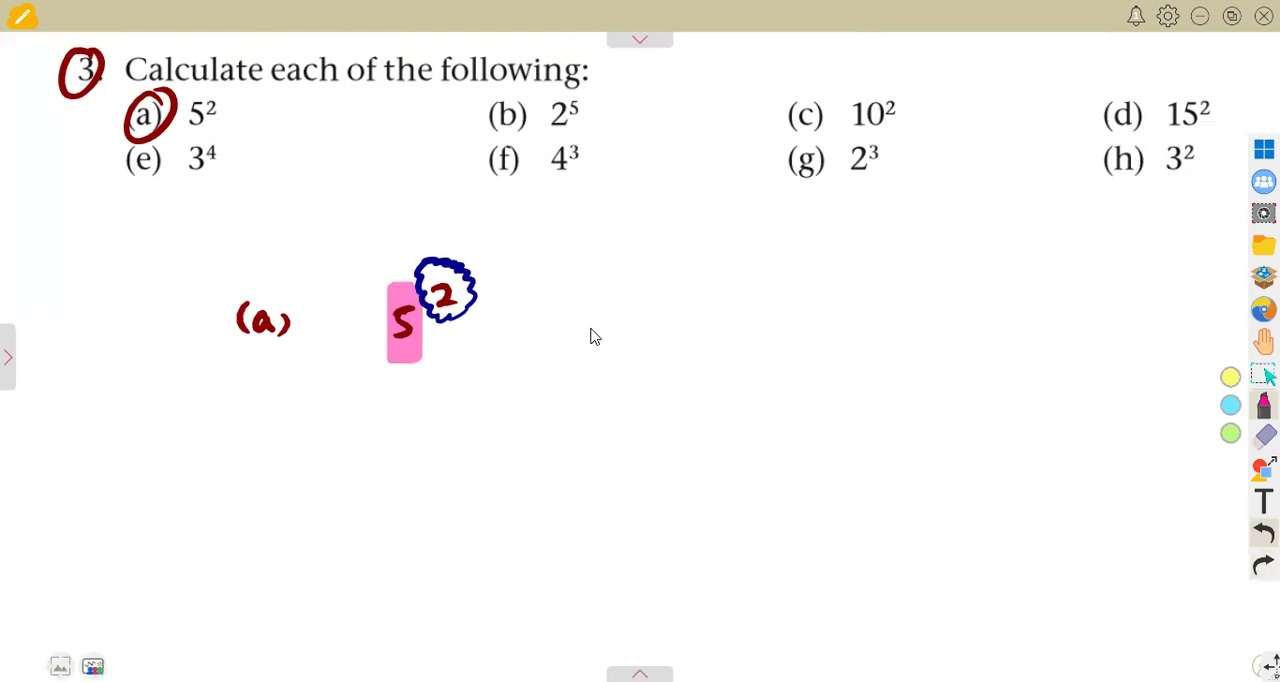 3. Calculate each of the following:
(a) 5² (b) 2⁵ (c) 10² (d) 15²
(e) 3⁴ (f) 4³ (g) 2³ (h) 3²
(a) 5²
T